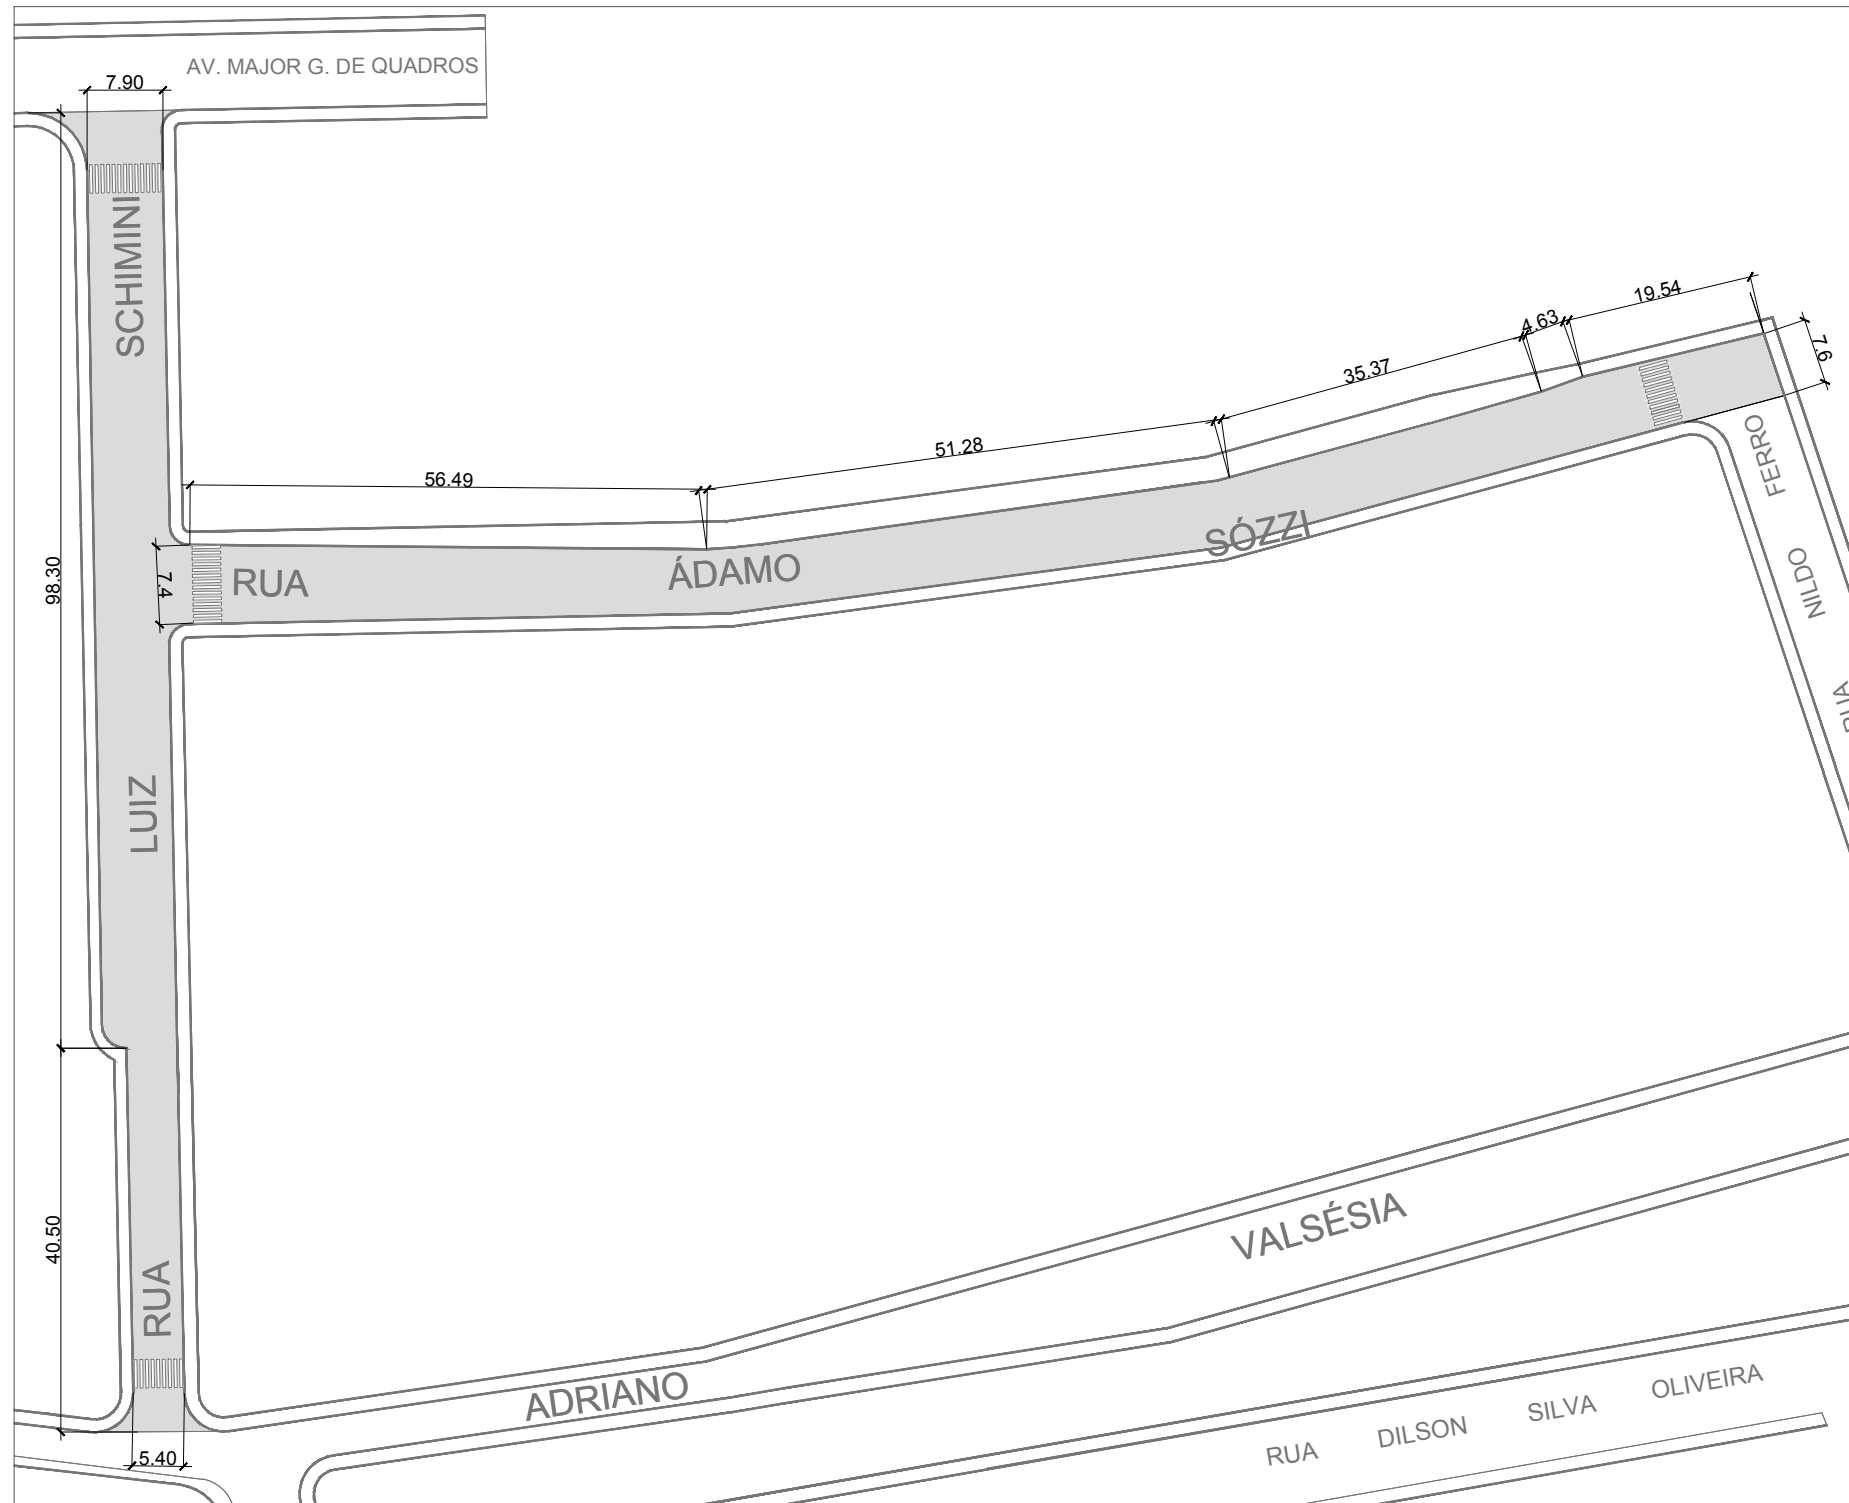 AV. MAJOR G. DE QUADROS
7.90
SCHIMINI
19.54
4.63
7.6
35.37
51.28
56.49
FERRO
98.30
7.4
RUA
ÁDAMO
SÓZZI
NILDO
RUA
LUIZ
40.50
VALSÉSIA
RUA
ADRIANO
RUA DILSON SILVA OLIVEIRA
5.40